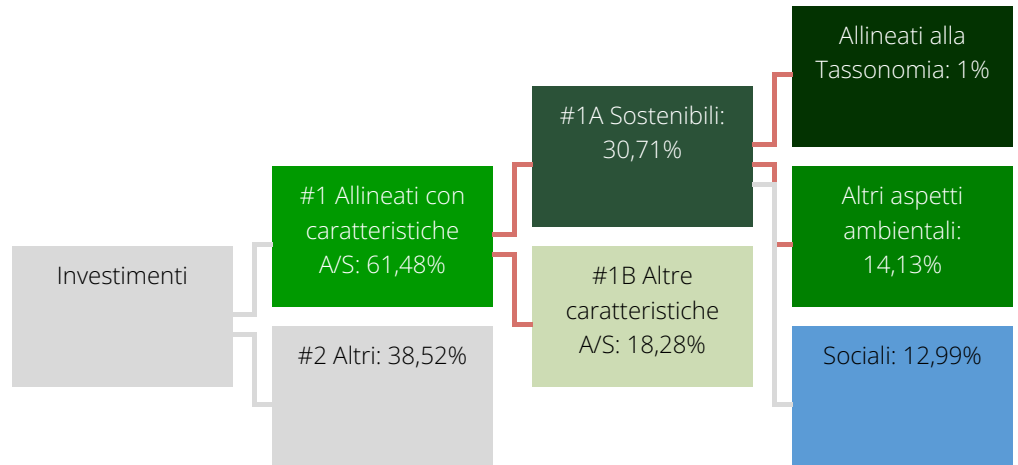 Investimenti
#1 Allineati con
caratteristiche
A/S: 61,48%
#2 Altri: 38,52%
#1A Sostenibili:
30,71%
#1B Altre
caratteristiche
A/S: 18,28%
Allineati alla
Tassonomia: 1%
Altri aspetti
ambientali:
14,13%
Sociali: 12,99%